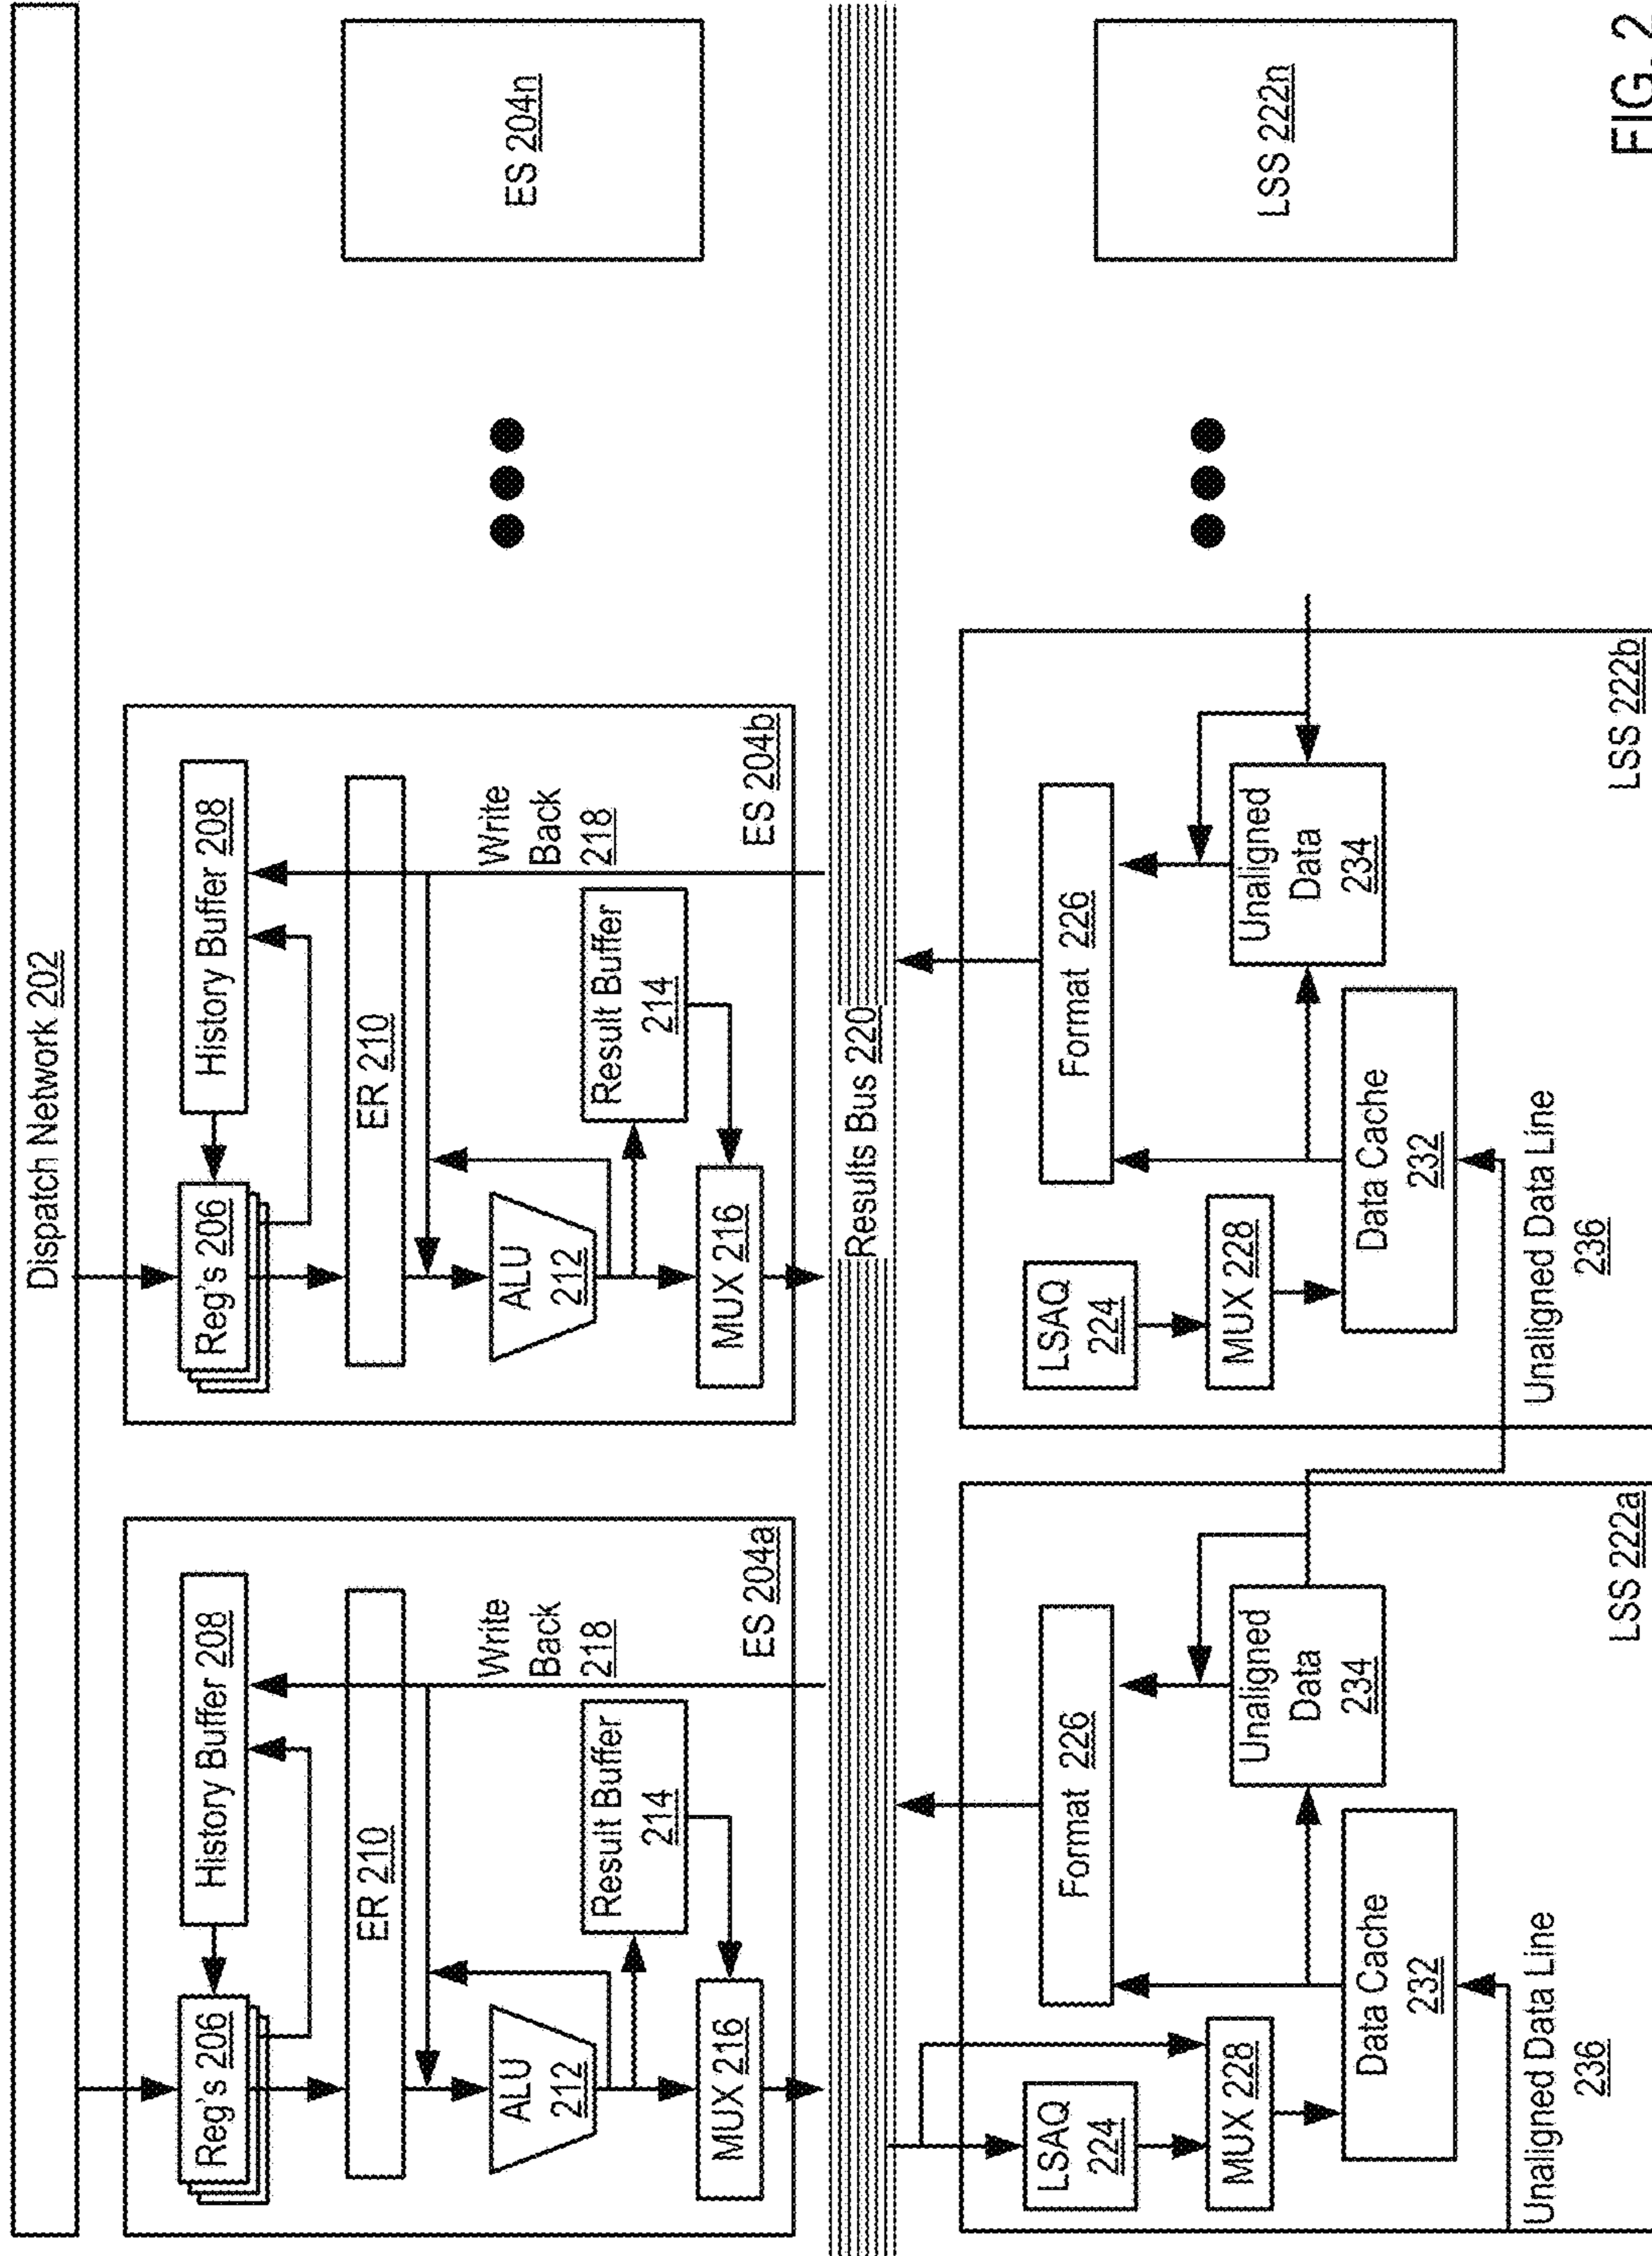 Dispatch Network 202
Reg's 206
History Buffer 208
ER 210
ALU
212
Result Buffer
214
MUX 216
Write
Back
218
ES 204a
Reg's 206
History Buffer 208
ER 210
ALU
212
Result Buffer
214
MUX 216
Write
Back
218
ES 204b
ES 204n
Results Bus 220
LSAQ
224
MUX 228
Format 226
Data Cache
232
Unaligned
Data
234
Unaligned Data Line
236
LSS 222a
LSAQ
224
MUX 228
Format 226
Data Cache
232
Unaligned
Data
234
Unaligned Data Line
236
LSS 222b
LSS 222n
FIG. 2